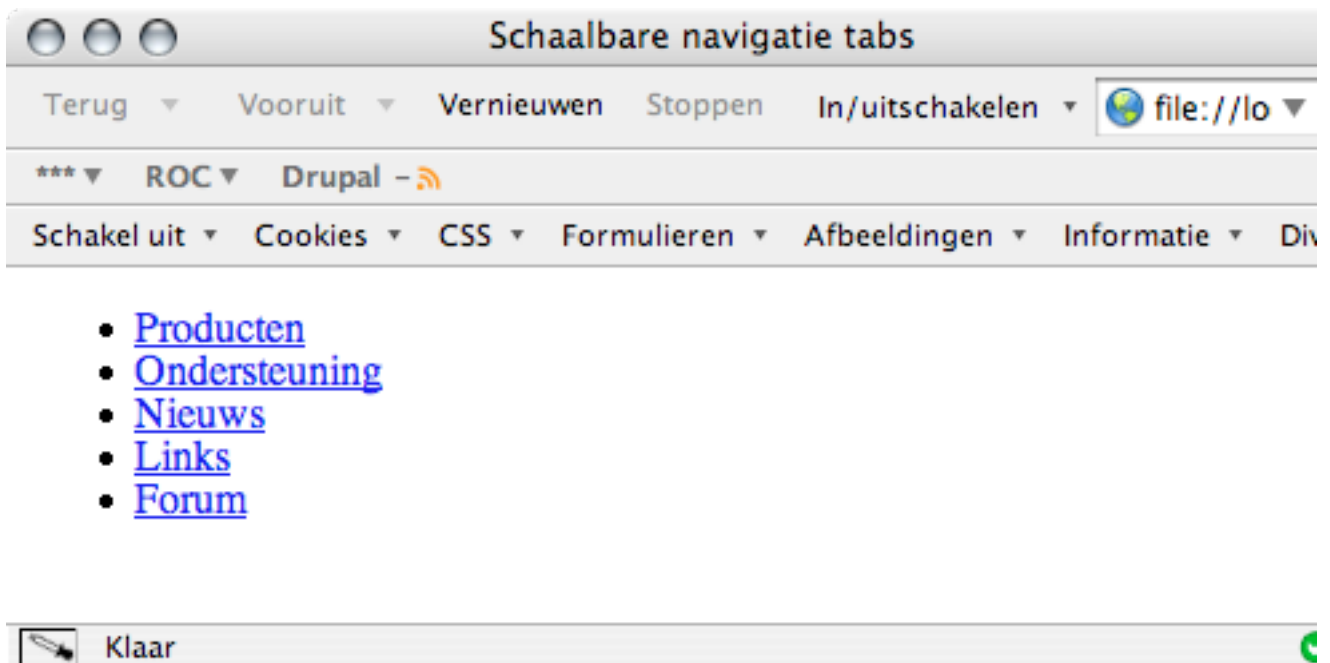 Schaalbare navigatie tabs
Terug Vooruit Vernieuwen Stoppen In/uitschakelen file://lo
*** ROC Drupal –
Schakel uit Cookies CSS Formulieren Afbeeldingen Informatie Div
• Producten
• Ondersteuning
• Nieuws
• Links
• Forum
Klaar